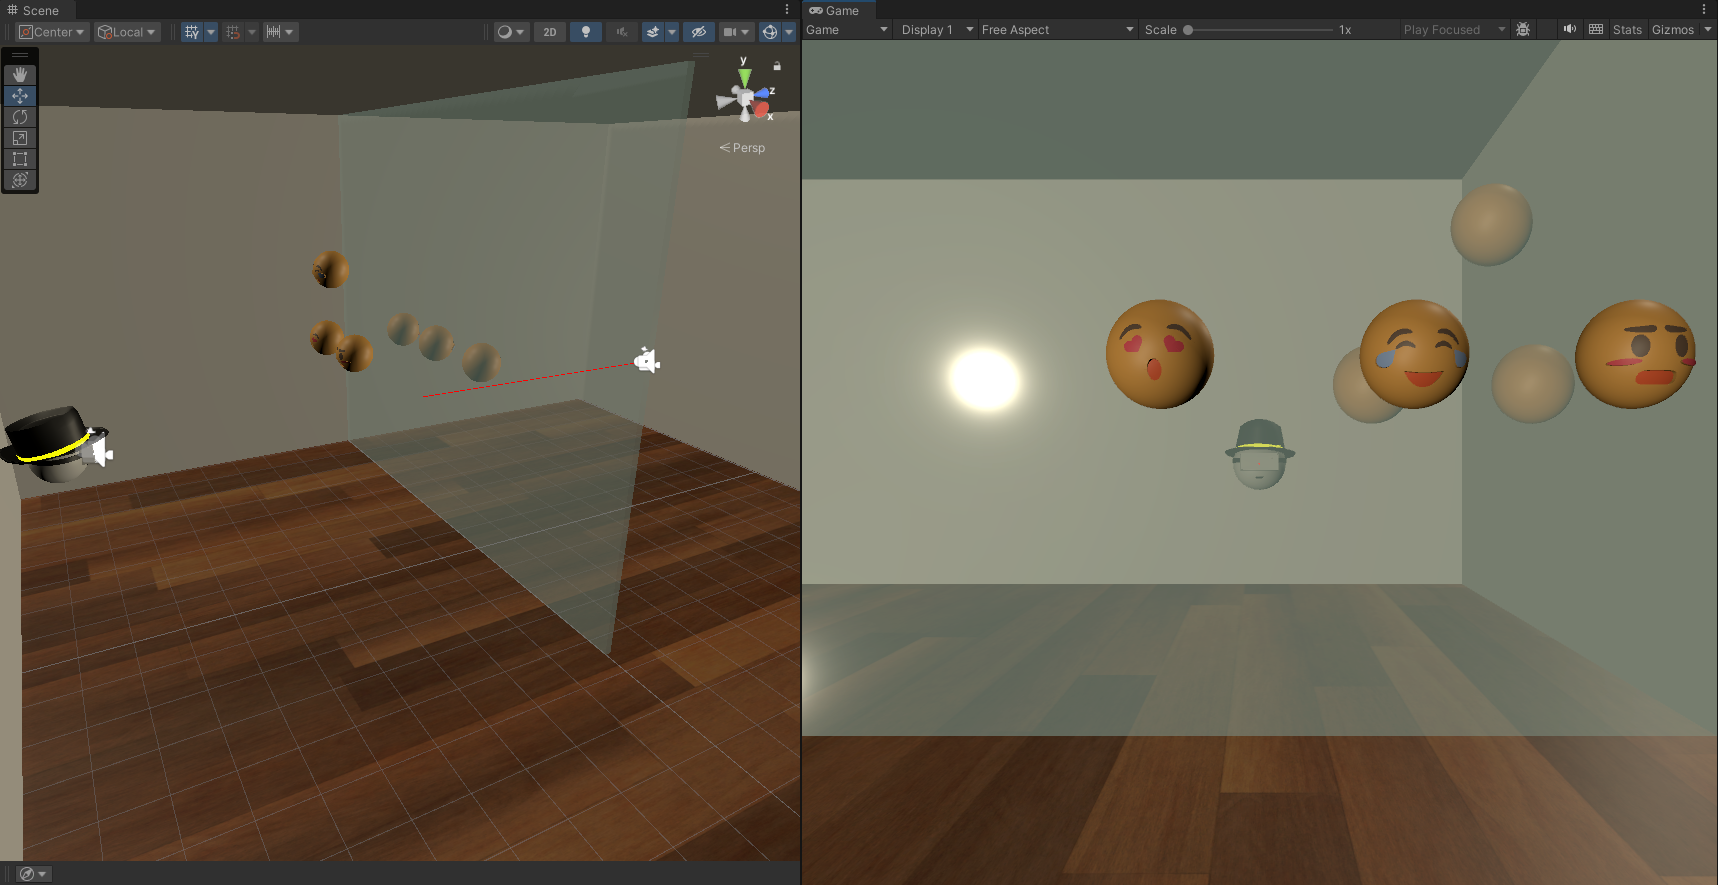 Scene
Center
Local
2D
y
z
x
Persp
Game
Game
Display 1
Free Aspect
Scale
1x
Play Focused
Stats
Gizmos